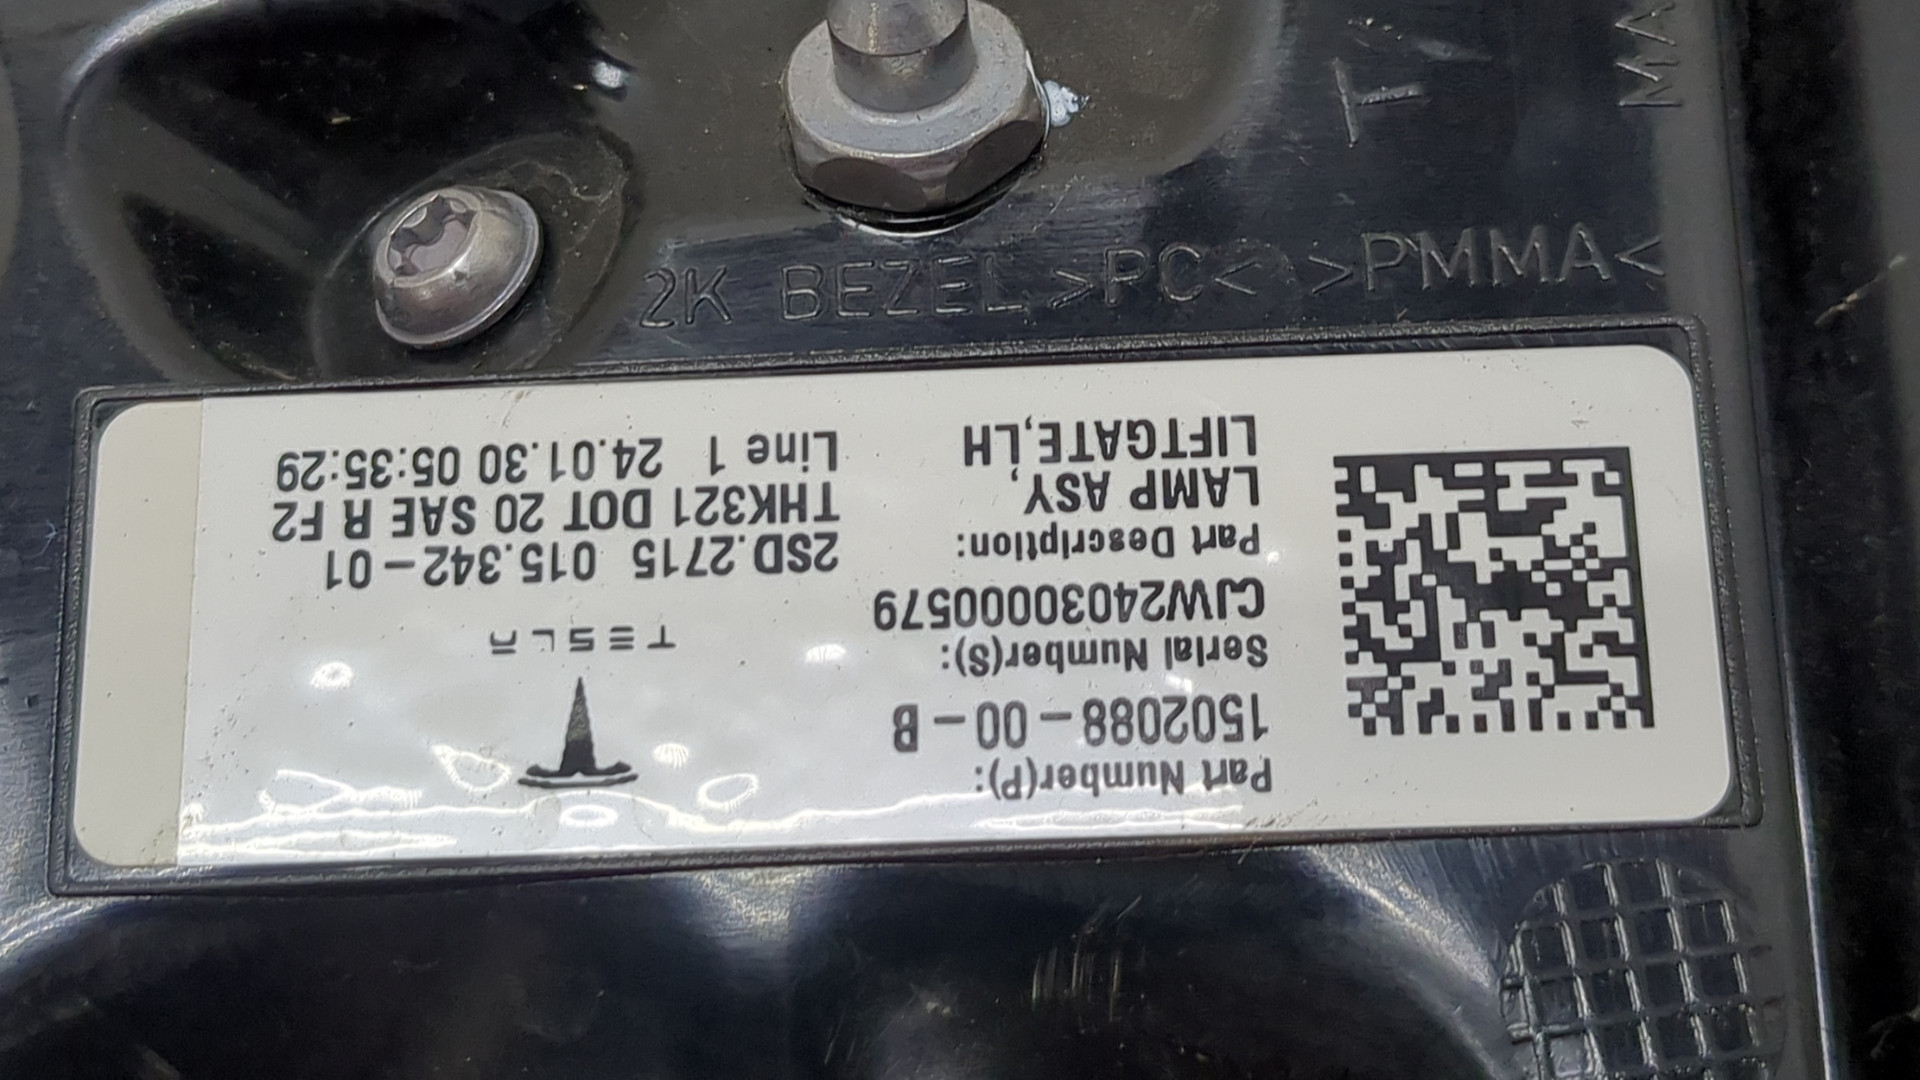 2K BEZEL >PC< >PMMA<
Part Number(P):
1502088-00-B
Serial Number(S):
CJW2403000579
Part Description:
LAMP ASY,
LIFTGATE,LH
TESLA
2SD.2715 015.342-01
THK321 DOT 20 SAE R F2
Line 1 24.01.30 05:35:29